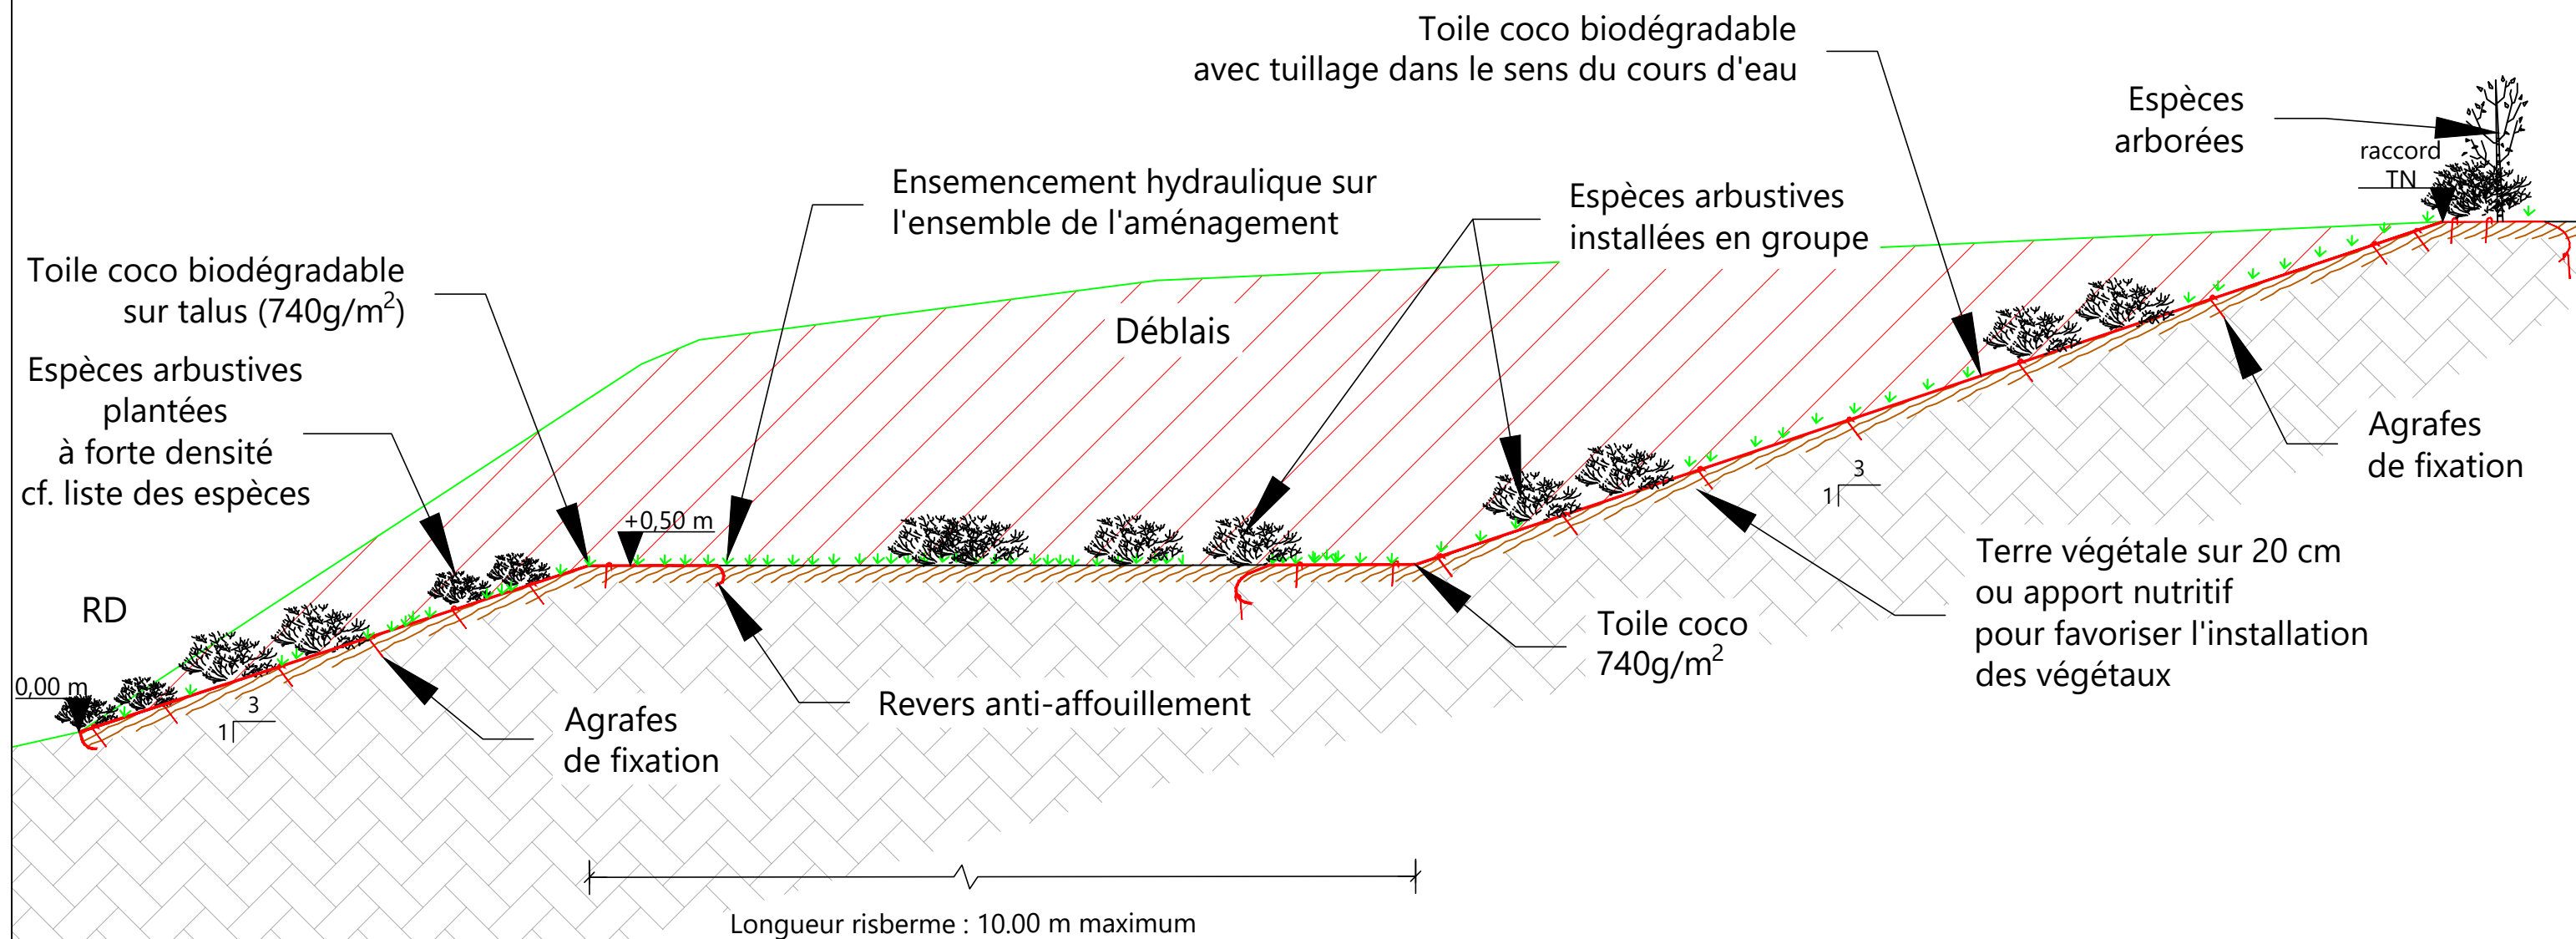 Toile coco biodégradable
avec tuillage dans le sens du cours d'eau
Espèces
arborées
raccord
TN
Ensemencement hydraulique sur
l'ensemble de l'aménagement
Espèces arbustives
installées en groupe
Toile coco biodégradable
sur talus (740g/m²)
Déblais
Espèces arbustives
plantées
à forte densité
cf. liste des espèces
Agrafes
de fixation
+0,50 m
3
1
Terre végétale sur 20 cm
ou apport nutritif
pour favoriser l'installation
des végétaux
RD
Toile coco
740g/m²
0,00 m
3
1
Revers anti-affouillement
Agrafes
de fixation
Longueur risberme : 10.00 m maximum